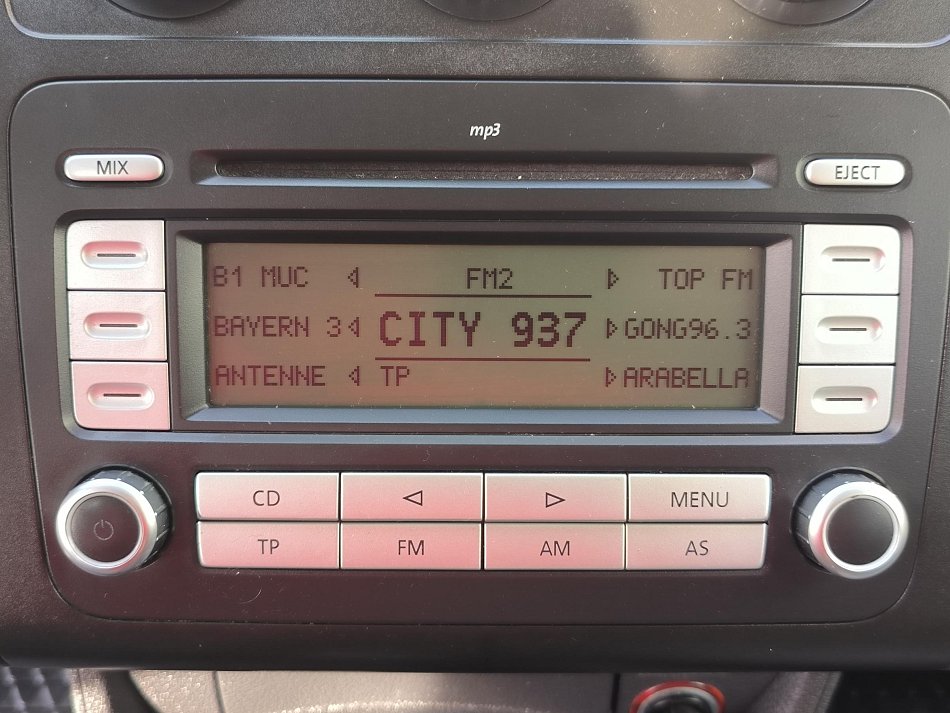 mp3
MIX
EJECT
B1 MUC FM2 TOP FM
BAYERN 3 CITY 937 GONG96.3
ANTENNE TP ARABELLA
CD MENU
TP FM AM AS